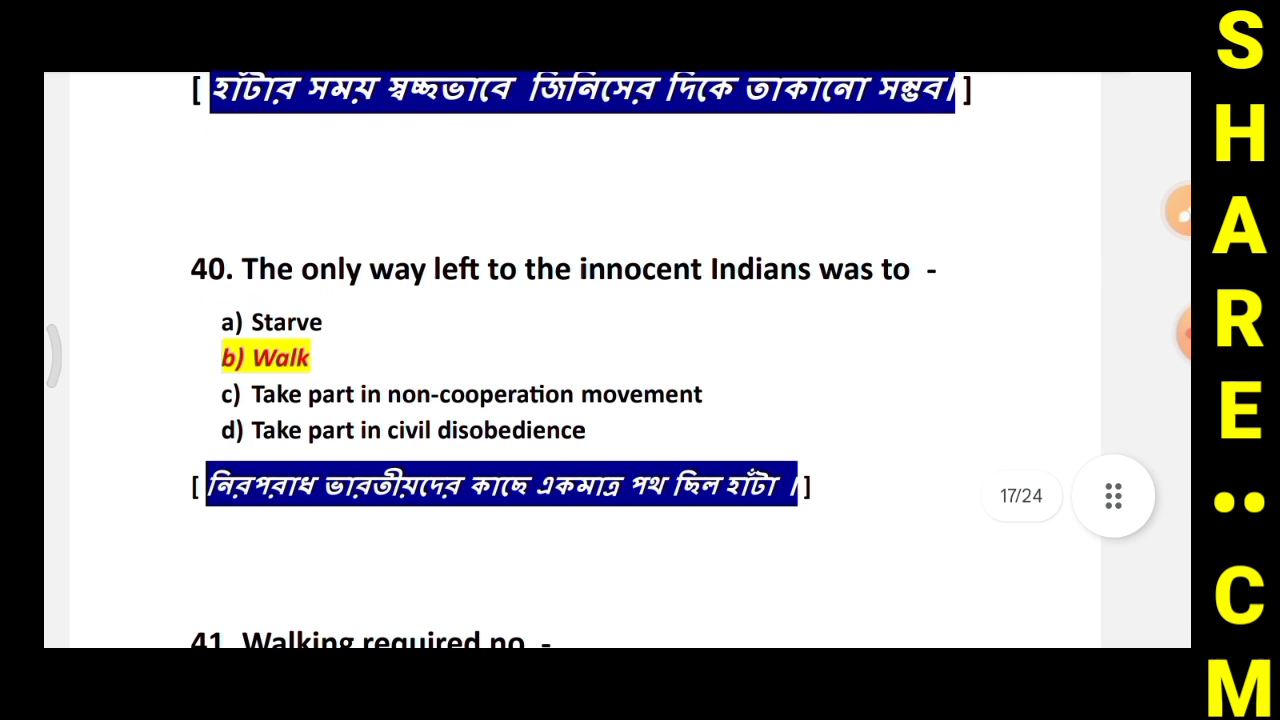 [ হাঁটার সময় স্বচ্ছভাবে জিনিসের দিকে তাকানো সম্ভব। ]
40. The only way left to the innocent Indians was to -
a) Starve
b) Walk
c) Take part in non-cooperation movement
d) Take part in civil disobedience
[ নিরপরাধ ভারতীয়দের কাছে একমাত্র পথ ছিল হাঁটা । ]
17/24
41. Walking required no -
S
H
A
R
E
..
C
M